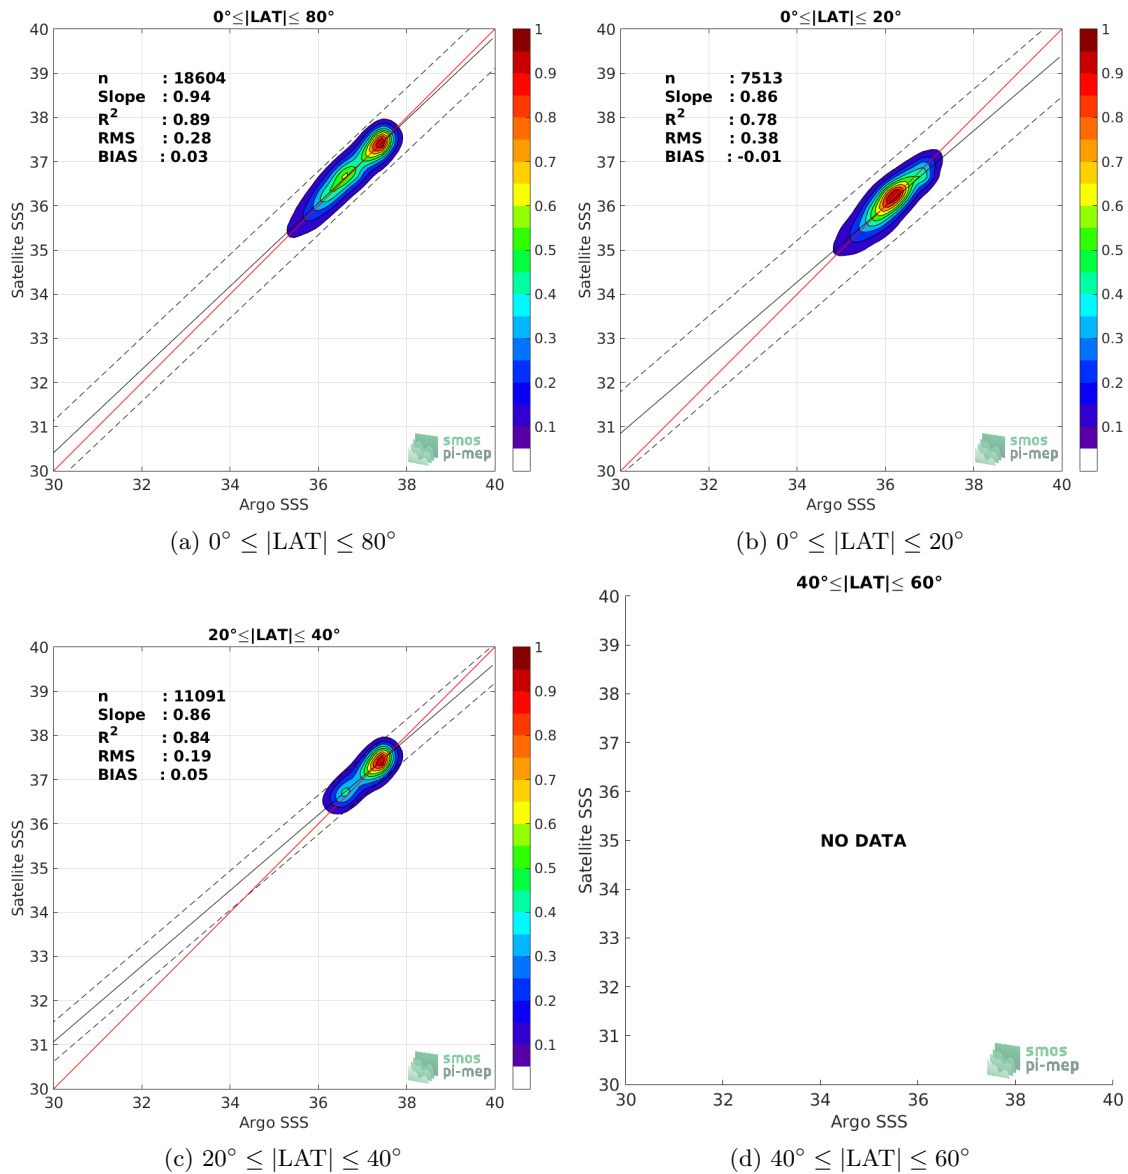 0°≤|LAT|≤ 80°
n : 18604
Slope : 0.94
R² : 0.89
RMS : 0.28
BIAS : 0.03
40
39
38
37
36
35
34
33
32
31
30
Satellite SSS
30 32 34 36 38 40
Argo SSS
1
0.9
0.8
0.7
0.6
0.5
0.4
0.3
0.2
0.1
smos
pi-mep
(a) 0° ≤ |LAT| ≤ 80°
0°≤|LAT|≤ 20°
n : 7513
Slope : 0.86
R² : 0.78
RMS : 0.38
BIAS : -0.01
40
39
38
37
36
35
34
33
32
31
30
Satellite SSS
30 32 34 36 38 40
Argo SSS
1
0.9
0.8
0.7
0.6
0.5
0.4
0.3
0.2
0.1
smos
pi-mep
(b) 0° ≤ |LAT| ≤ 20°
20°≤|LAT|≤ 40°
n : 11091
Slope : 0.86
R² : 0.84
RMS : 0.19
BIAS : 0.05
40
39
38
37
36
35
34
33
32
31
30
Satellite SSS
30 32 34 36 38 40
Argo SSS
1
0.9
0.8
0.7
0.6
0.5
0.4
0.3
0.2
0.1
smos
pi-mep
(c) 20° ≤ |LAT| ≤ 40°
40°≤|LAT|≤ 60°
40
39
38
37
36
35
34
33
32
31
30
Satellite SSS
NO DATA
30 32 34 36 38 40
Argo SSS
smos
pi-mep
(d) 40° ≤ |LAT| ≤ 60°